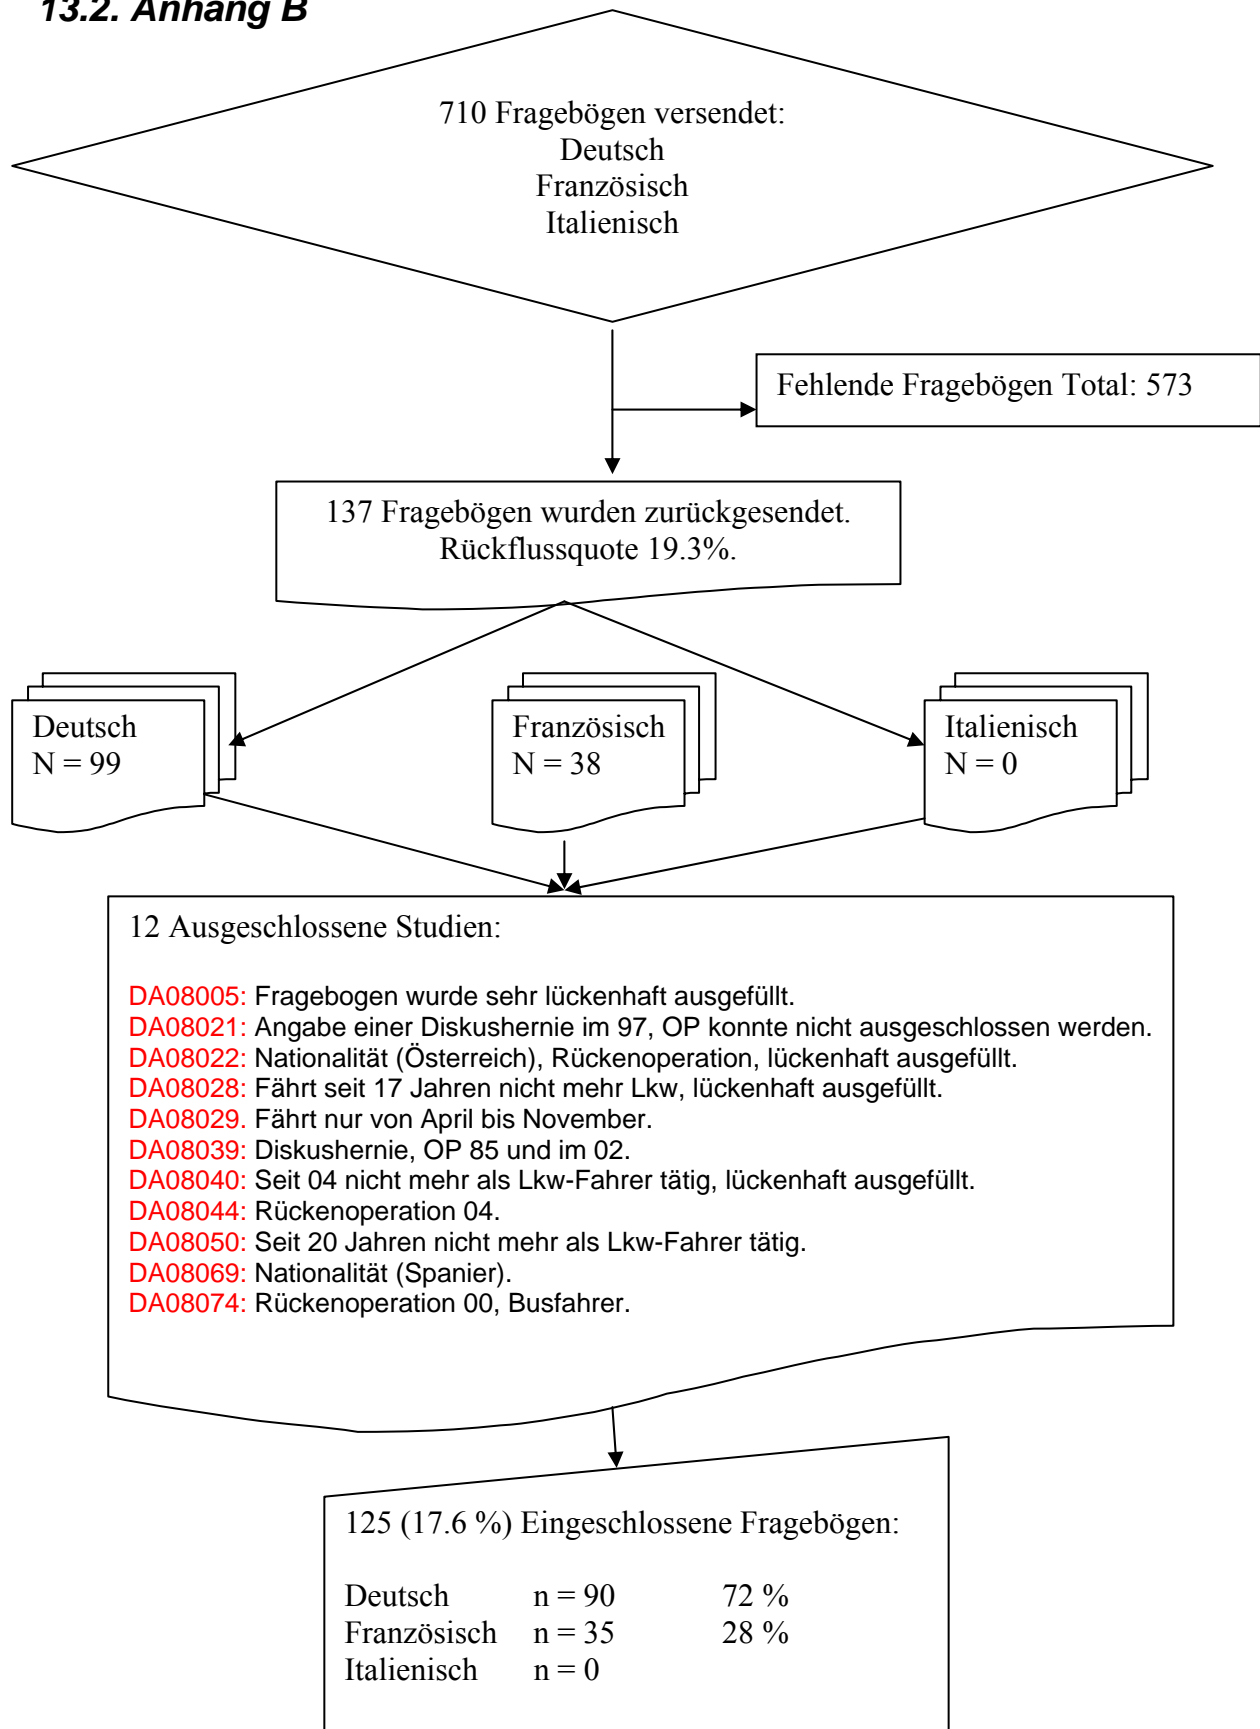 13.2. Anhang B
710 Fragebögen versendet:
Deutsch
Französisch
Italienisch
Fehlende Fragebögen Total: 573
137 Fragebögen wurden zurückgesendet.
Rückflussquote 19.3%.
Deutsch
N = 99
Französisch
N = 38
Italienisch
N = 0
12 Ausgeschlossene Studien:
DA08005: Fragebogen wurde sehr lückenhaft ausgefüllt.
DA08021: Angabe einer Diskushernie im 97, OP konnte nicht ausgeschlossen werden.
DA08022: Nationalität (Österreich), Rückenoperation, lückenhaft ausgefüllt.
DA08028: Fährt seit 17 Jahren nicht mehr Lkw, lückenhaft ausgefüllt.
DA08029. Fährt nur von April bis November.
DA08039: Diskushernie, OP 85 und im 02.
DA08040: Seit 04 nicht mehr als Lkw-Fahrer tätig, lückenhaft ausgefüllt.
DA08044: Rückenoperation 04.
DA08050: Seit 20 Jahren nicht mehr als Lkw-Fahrer tätig.
DA08069: Nationalität (Spanier).
DA08074: Rückenoperation 00, Busfahrer.
125 (17.6 %) Eingeschlossene Fragebögen:
Deutsch n = 90 72 %
Französisch n = 35 28 %
Italienisch n = 0